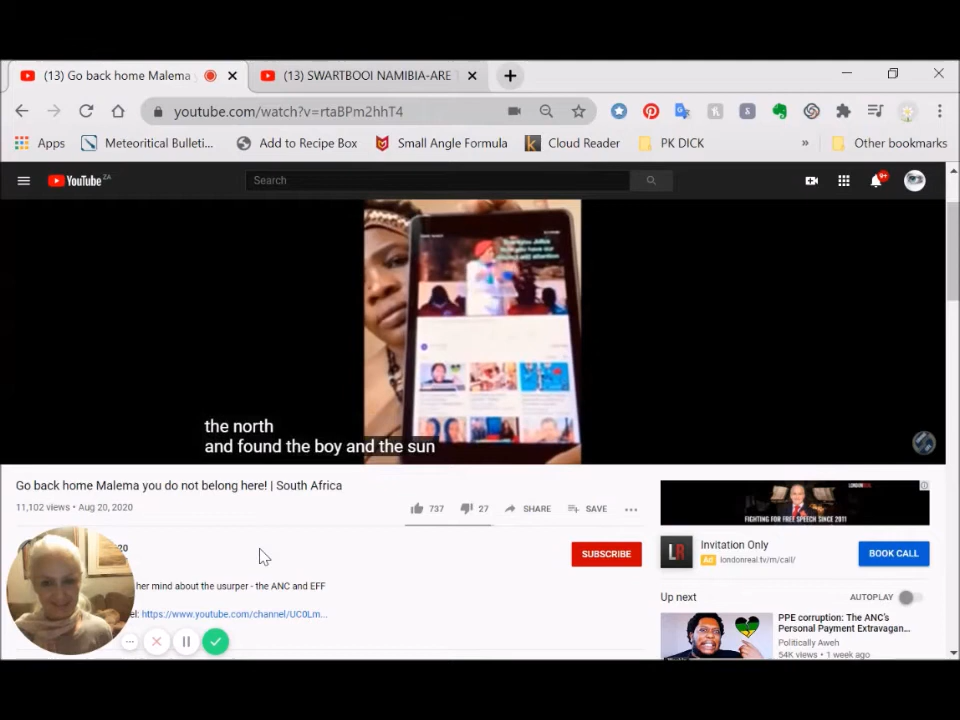 (13) Go back home Malema
(13) SWARTBOOI NAMIBIA-ARE
youtube.com/watch?v=rtaBPm2hhT4
Apps
Meteoritical Bulleti...
Add to Recipe Box
Small Angle Formula
Cloud Reader
PK DICK
»
Other bookmarks
YouTube ZA
Search
9+
the north
and found the boy and the sun
Go back home Malema you do not belong here! | South Africa
11,102 views • Aug 20, 2020
737
27
SHARE
SAVE
LONDONREAL
FIGHTING FOR FREE SPEECH SINCE 2011
LR
Invitation Only
Ad londonreal.tv/m/call/
BOOK CALL
20
SUBSCRIBE
her mind about the usurper - the ANC and EFF
el: https://www.youtube.com/channel/UC0Lm...
Up next
AUTOPLAY
PPE corruption: The ANC's
Personal Payment Extravagan...
Politically Aweh
54K views • 1 week ago